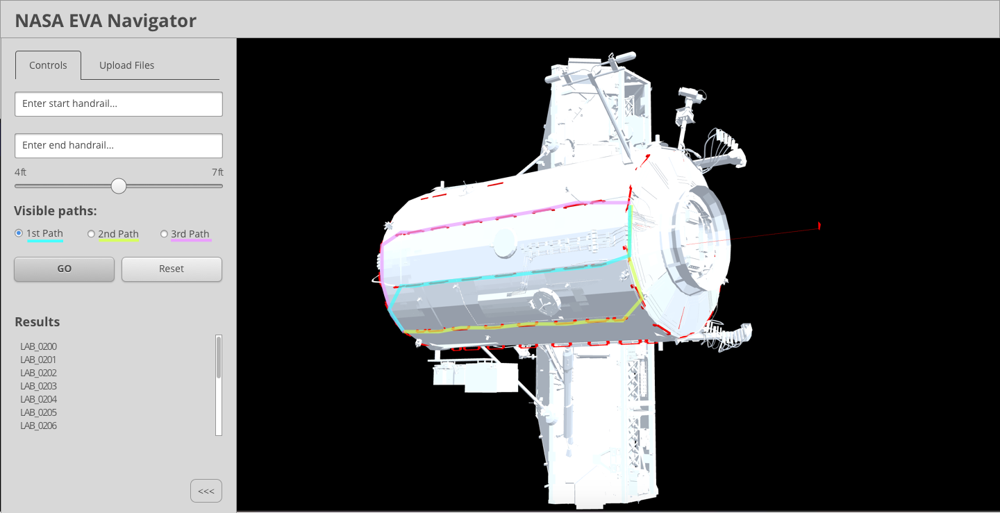 NASA EVA Navigator
Controls Upload Files
Enter start handrail...
Enter end handrail...
4ft 7ft
Visible paths:
1st Path 2nd Path 3rd Path
GO Reset
Results
LAB_0200
LAB_0201
LAB_0202
LAB_0203
LAB_0204
LAB_0205
LAB_0206
<<<